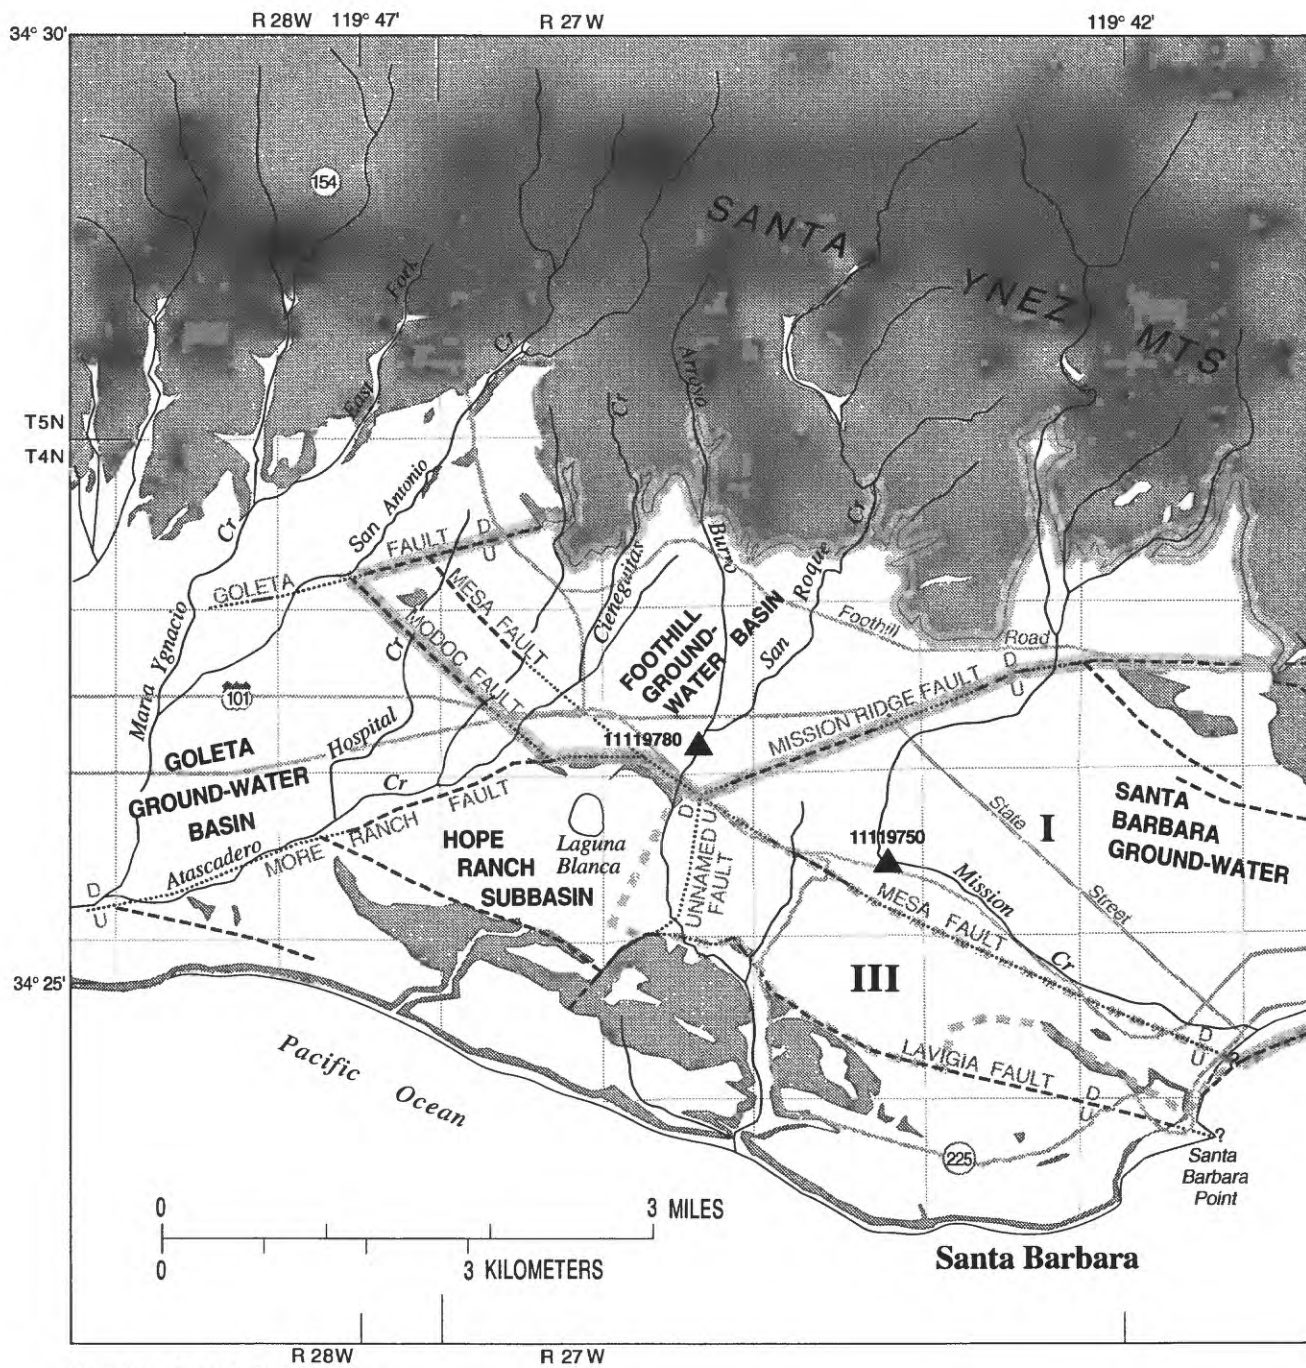 R 28W 119° 47' R 27 W 119° 42'
34° 30'
154
SANTA
YNEZ
MTS
Fork
East
Cr
Arroyo
Cr
T5N
T4N
San Antonio
Cr
Cr
FAULT D
U
GOLETA
MESA FAULT
MODOC FAULT
Cieneguitas
Burro
San Roque
Foothill Road
FOOTHILL
GROUND-
WATER BASIN
Maria Ygnacio
Cr
101
Hospital
MISSION RIDGE FAULT
D
U
11119780
GOLETA
GROUND-WATER
BASIN
Cr
FAULT
MORE RANCH
Atascadero
D
U
HOPE
RANCH
SUBBASIN
Laguna
Blanca
D
U
UNNAMED
FAULT
11119750
State
Street
I
SANTA
BARBARA
GROUND-WATER
Mission
Cr
MESA FAULT
D
U
34° 25'
III
LAVIGIA FAULT
D
U
?
?
Pacific Ocean
225
Santa
Barbara
Point
0 3 MILES
0 3 KILOMETERS
Santa Barbara
R 28W R 27 W